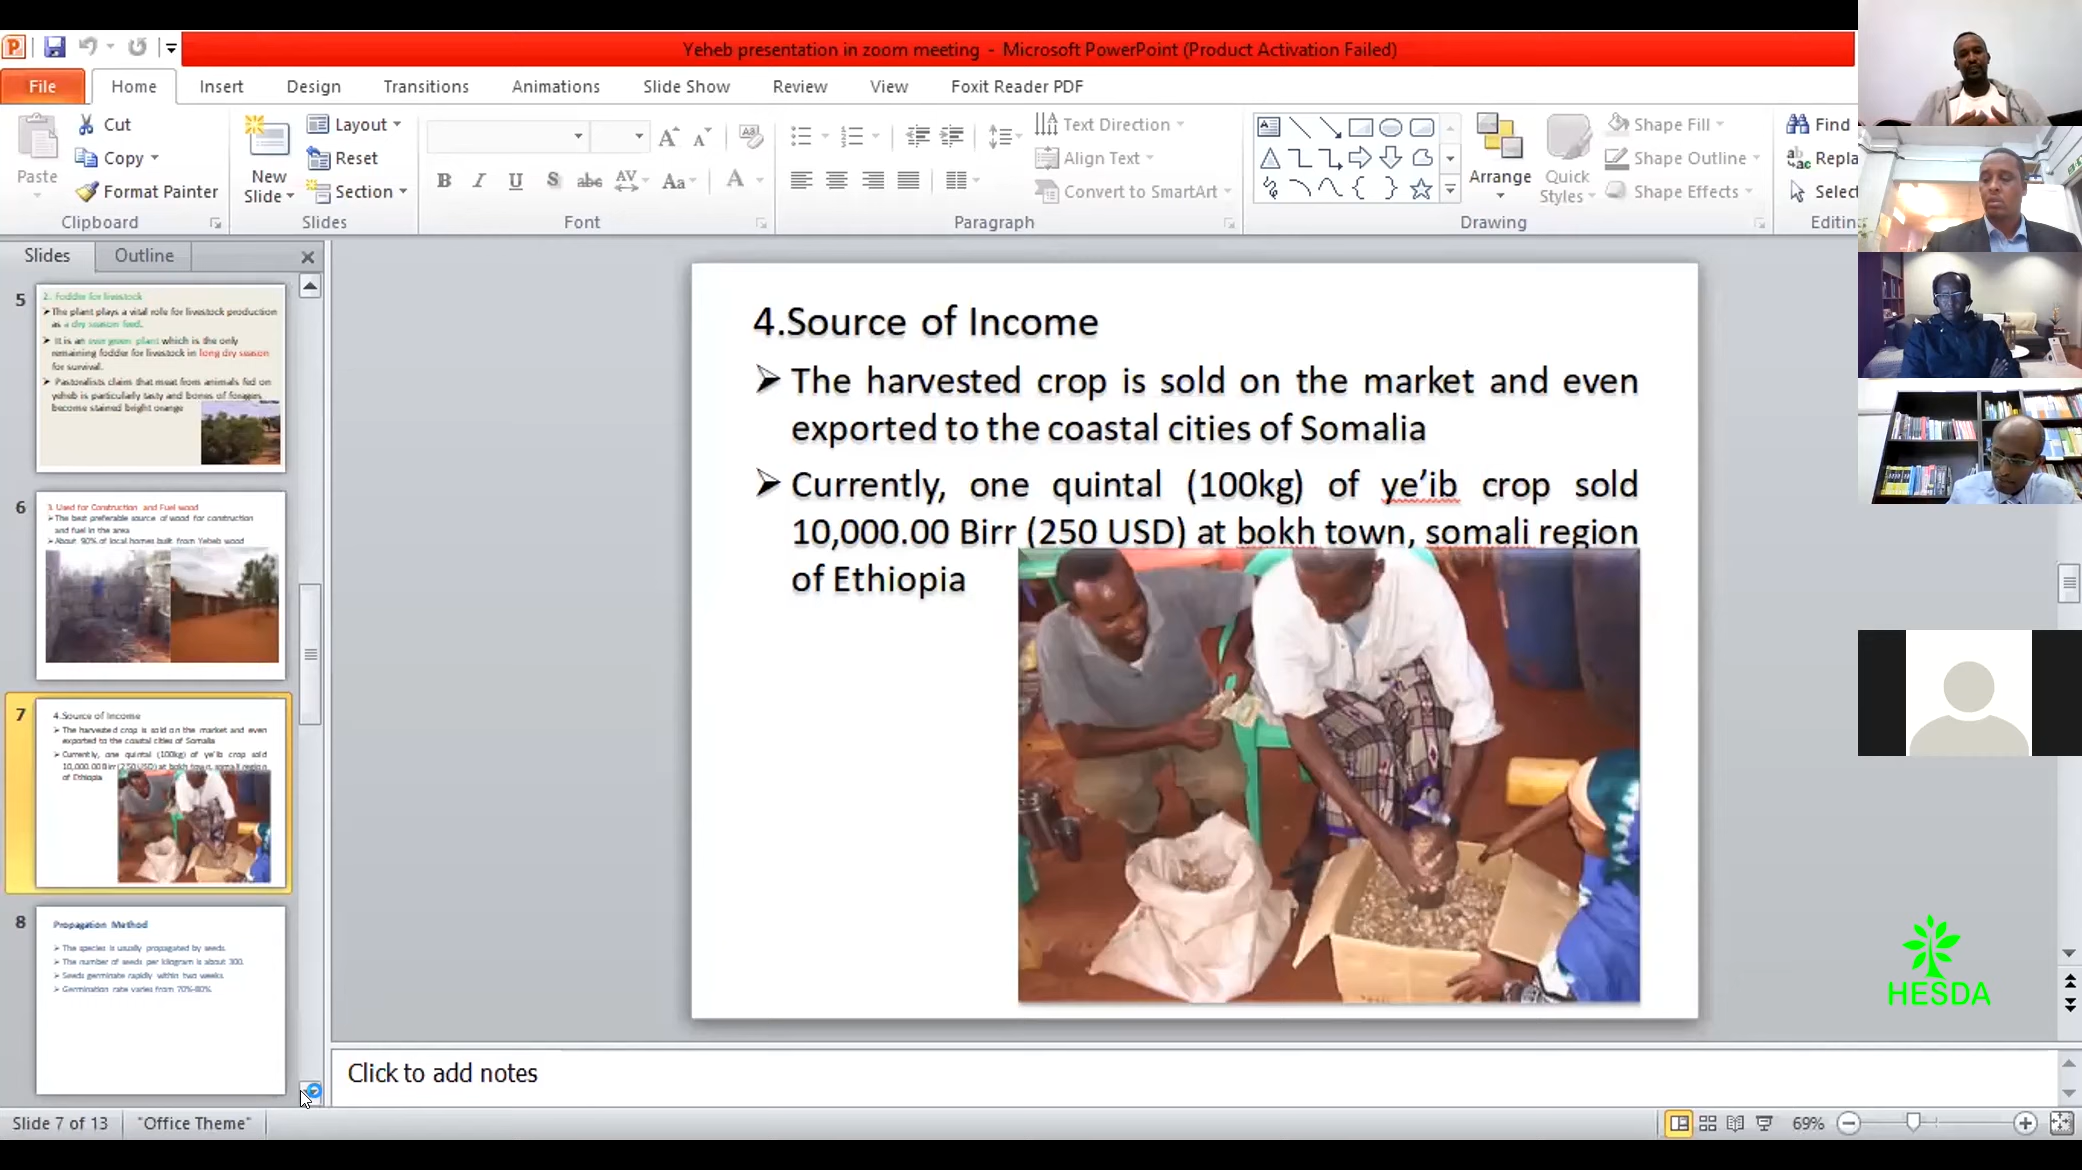 Yeheb presentation in zoom meeting - Microsoft PowerPoint (Product Activation Failed)
File Home Insert Design Transitions Animations Slide Show Review View Foxit Reader PDF
Paste
Cut
Copy
Format Painter
Clipboard
New
Slide
Layout
Reset
Section
Slides
Font
Text Direction
Align Text
Convert to SmartArt
Paragraph
Arrange
Quick
Styles
Shape Fill
Shape Outline
Shape Effects
Drawing
Find
Repla
Select
Editin
Slides Outline
5
2. Fodder for livestock
➢The plant plays a vital role for livestock production
as a dry season feed.
➢ It is an evergreen plant which is the only
remaining fodder for livestock in long dry season
for survival.
➢ Pastoralists claims that meat from animals fed on
yeheb is particularly tasty and bones of forages
become stained bright orange
6
3. Used for Construction and Fuel wood
➢The best preferable source of wood for construction
and fuel in the area
➢About 90% of local homes built from Yeheb wood
7
4.Source of Income
➢ The harvested crop is sold on the market and even
exported to the coastal cities of Somalia
➢ Currently, one quintal (100kg) of ye'ib crop sold
10,000.00 Birr (250 USD) at bokh town, somali region
of Ethiopia
8
Propagation Method
➢ The species is usually propagated by seeds.
➢ The number of seeds per kilogram is about 300.
➢ Seeds germinate rapidly within two weeks.
➢ Germination rate varies from 70%-80%.
4.Source of Income
➢ The harvested crop is sold on the market and even
exported to the coastal cities of Somalia
➢ Currently, one quintal (100kg) of ye’ib crop sold
10,000.00 Birr (250 USD) at bokh town, somali region
of Ethiopia
HESDA
Click to add notes
Slide 7 of 13 "Office Theme" 69%